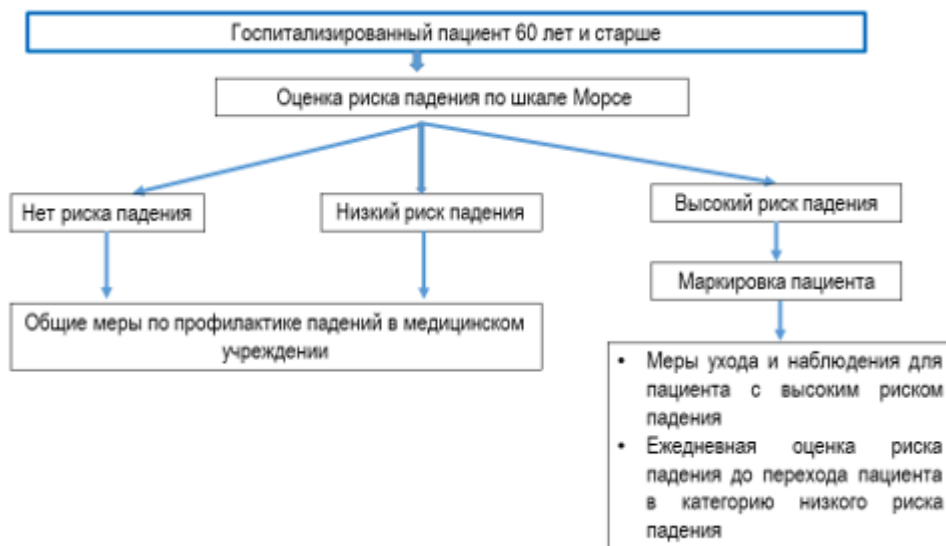 Госпитализированный пациент 60 лет и старше
Оценка риска падения по шкале Морсе
Нет риска падения
Низкий риск падения
Высокий риск падения
Маркировка пациента
Общие меры по профилактике падений в медицинском
учреждении
• Меры ухода и наблюдения для
пациента с высоким риском
падения
• Ежедневная оценка риска
падения до перехода пациента
в категорию низкого риска
падения